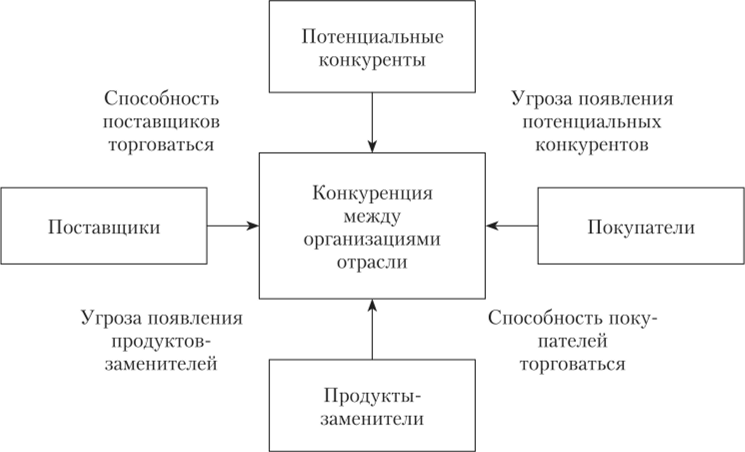 Потенциальные
конкуренты
Способность
поставщиков
торговаться
Угроза появления
потенциальных
конкурентов
Поставщики
Конкуренция
между
организациями
отрасли
Покупатели
Угроза появления
продуктов-
заменителей
Способность поку-
пателей
торговаться
Продукты-
заменители